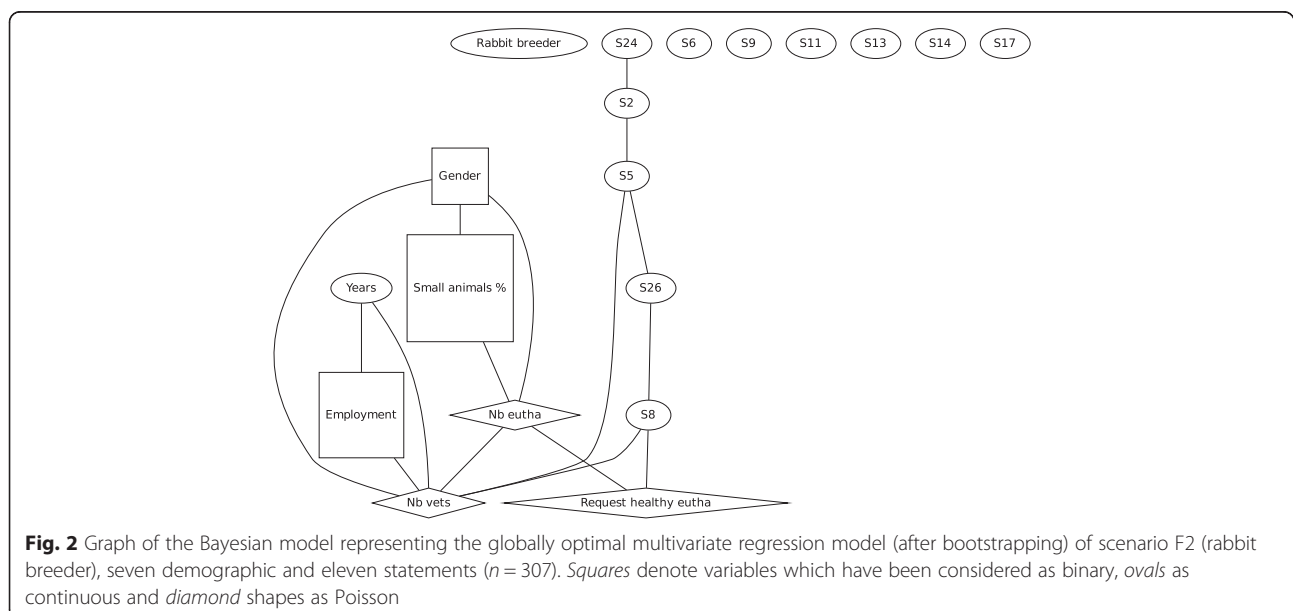 Rabbit breeder S24 S6 S9 S11 S13 S14 S17
S2
Gender
S5
Years
Small animals %
S26
Employment
Nb eutha
S8
Nb vets
Request healthy eutha
Fig. 2 Graph of the Bayesian model representing the globally optimal multivariate regression model (after bootstrapping) of scenario F2 (rabbit
breeder), seven demographic and eleven statements (n = 307). Squares denote variables which have been considered as binary, ovals as
continuous and diamond shapes as Poisson